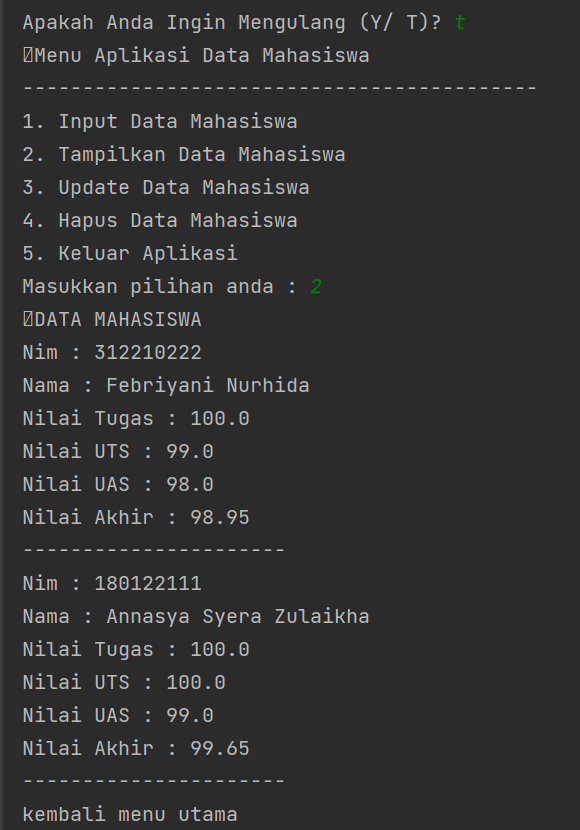 Apakah Anda Ingin Mengulang (Y/ T)? t
Menu Aplikasi Data Mahasiswa
-------------------------------------------
1. Input Data Mahasiswa
2. Tampilkan Data Mahasiswa
3. Update Data Mahasiswa
4. Hapus Data Mahasiswa
5. Keluar Aplikasi
Masukkan pilihan anda : 2
DATA MAHASISWA
Nim : 312210222
Nama : Febriyani Nurhida
Nilai Tugas : 100.0
Nilai UTS : 99.0
Nilai UAS : 98.0
Nilai Akhir : 98.95
----------------------
Nim : 180122111
Nama : Annasya Syera Zulaikha
Nilai Tugas : 100.0
Nilai UTS : 100.0
Nilai UAS : 99.0
Nilai Akhir : 99.65
----------------------
kembali menu utama